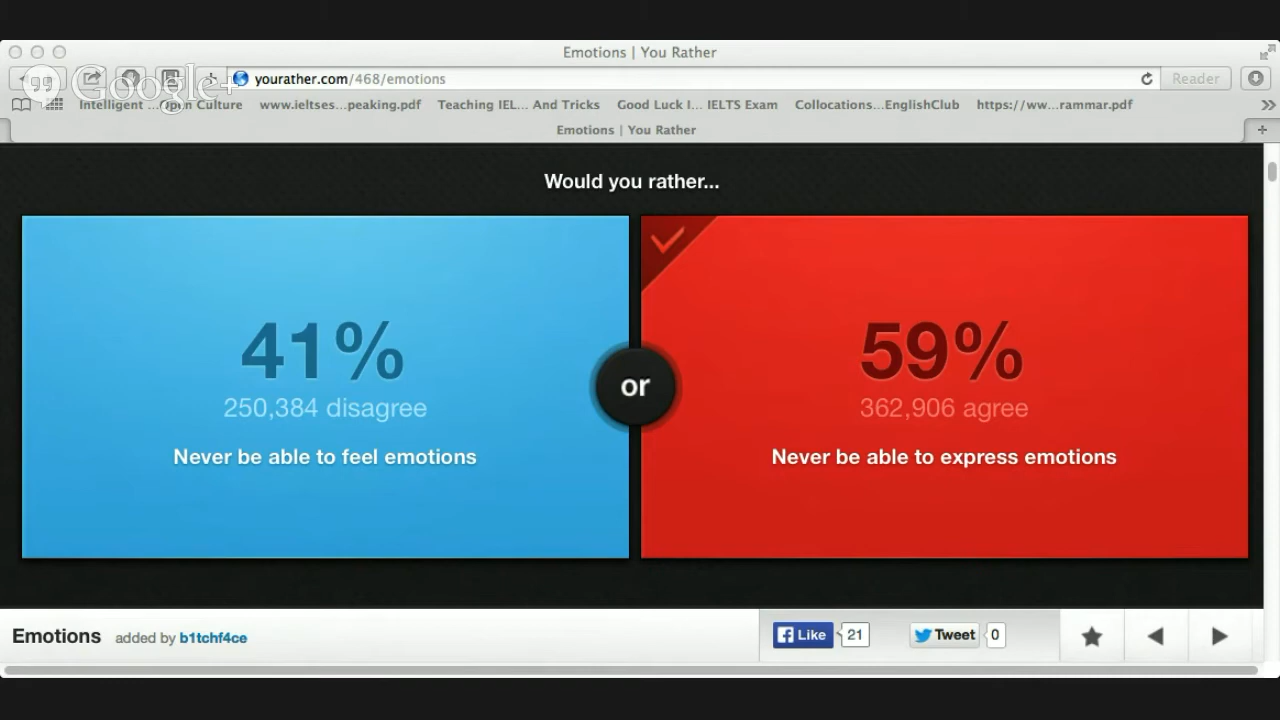 Emotions | You Rather
Google+
yourather.com/468/emotions
Reader
Intelligent ...Open Culture www.ieltses...peaking.pdf Teaching IEL... And Tricks Good Luck I... IELTS Exam Collocations...EnglishClub https://ww...rammar.pdf
Emotions | You Rather
Would you rather...
41%
250,384 disagree
Never be able to feel emotions
or
59%
362,906 agree
Never be able to express emotions
Emotions added by b1tchf4ce
Like 21
Tweet 0